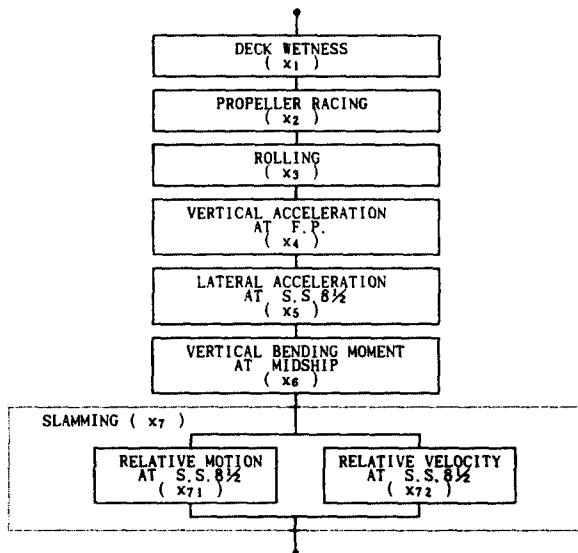 DECK WETNESS
( x1 )
PROPELLER RACING
( x2 )
ROLLING
( x3 )
VERTICAL ACCELERATION
AT F.P.
( x4 )
LATERAL ACCELERATION
AT S.S.8½
( x5 )
VERTICAL BENDING MOMENT
AT MIDSHIP
( x6 )
SLAMMING ( x7 )
RELATIVE MOTION
AT S.S.8½
( x71 )
RELATIVE VELOCITY
AT S.S.8½
( x72 )